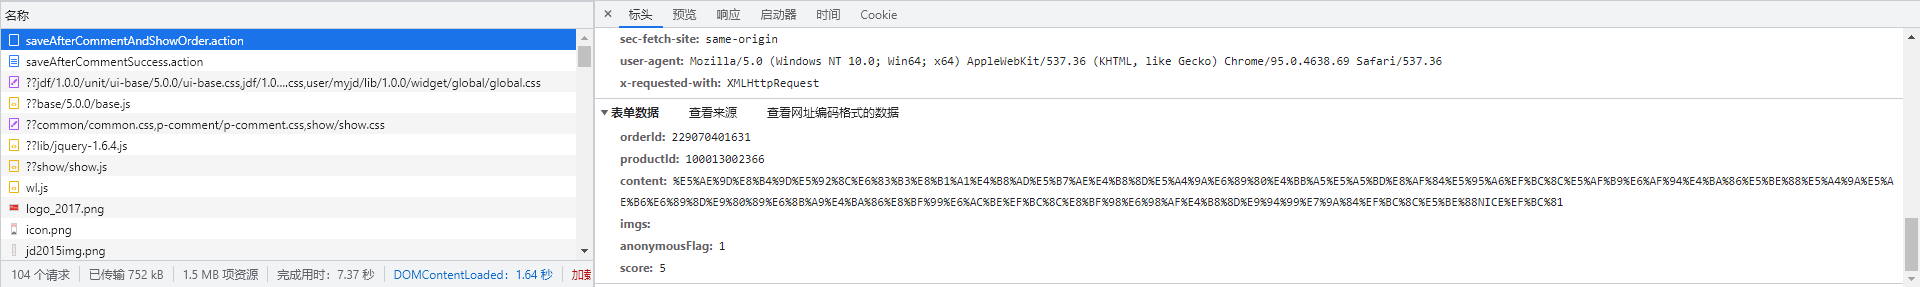 名称
saveAfterCommentAndShowOrder.action
saveAfterCommentSuccess.action
??jdf/1.0.0/unit/ui-base/5.0.0/ui-base.css,jdf/1.0....css,user/myjd/lib/1.0.0/widget/global/global.css
??base/5.0.0/base.js
??common/common.css,p-comment/p-comment.css,show/show.css
??lib/jquery-1.6.4.js
??show/show.js
wl.js
logo_2017.png
icon.png
jd2015img.png
104 个请求 已传输 752 kB 1.5 MB 项资源 完成用时：7.37 秒 DOMContentLoaded：1.64 秒
× 标头 预览 响应 启动器 时间 Cookie
sec-fetch-site: same-origin
user-agent: Mozilla/5.0 (Windows NT 10.0; Win64; x64) AppleWebKit/537.36 (KHTML, like Gecko) Chrome/95.0.4638.69 Safari/537.36
x-requested-with: XMLHttpRequest
▼表单数据 查看来源 查看网址编码格式的数据
orderId: 229070401631
productId: 100013002366
content: %E5%AE%9D%E8%B4%9D%E5%92%8C%E6%83%B3%E8%B1%A1%E4%B8%AD%E5%B7%AE%E4%B8%8D%E5%A4%9A%E6%89%80%E4%BB%A5%E5%A5%BD%E8%AF%84%E5%95%A6%EF%BC%8C%E5%AF%B9%E6%AF%94%E4%BA%86%E5%BE%88%E5%A4%9A%E5%A
E%B6%E6%89%8D%E9%80%89%E6%8B%A9%E4%BA%86%E8%BF%99%E6%AC%BE%EF%BC%8C%E8%BF%98%E6%98%AF%E4%B8%8D%E9%94%99%E7%9A%84%EF%BC%8C%E5%BE%88NICE%EF%BC%81
imgs:
anonymousFlag: 1
score: 5